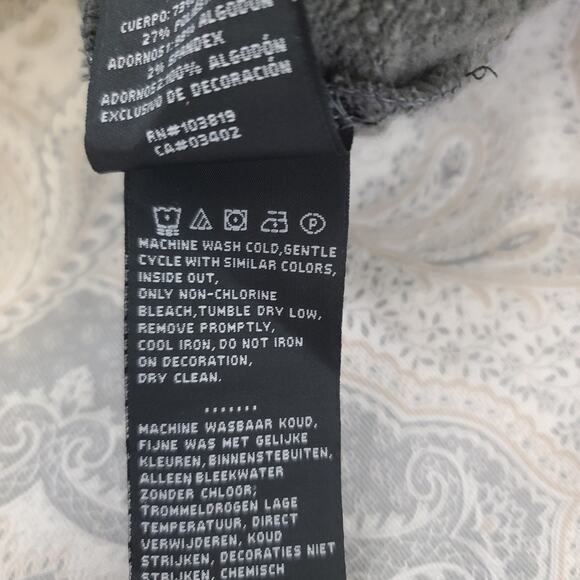 CUERPO: 73%
27% POL
ADORNOS1:98% ALGODÓN
2% SPANDEX
ADORNOS2:100% ALGODÓN
EXCLUSIVO DE DECORACIÓN
RN#103819
CA#03402
P
MACHINE WASH COLD,GENTLE
CYCLE WITH SIMILAR COLORS,
INSIDE OUT,
ONLY NON-CHLORINE
BLEACH,TUMBLE DRY LOW,
REMOVE PROMPTLY,
COOL IRON, DO NOT IRON
ON DECORATION,
DRY CLEAN.
.......
MACHINE WASBAAR KOUD,
FIJNE WAS MET GELIJKE
KLEUREN,BINNENSTEBUITEN,
ALLEEN BLEEKWATER
ZONDER CHLOOR;
TROMMELDROGEN LAGE
TEMPERATUUR, DIRECT
VERWIJDEREN, KOUD
STRIJKEN, DECORATIES NIET
STRIJKEN, CHEMISCH